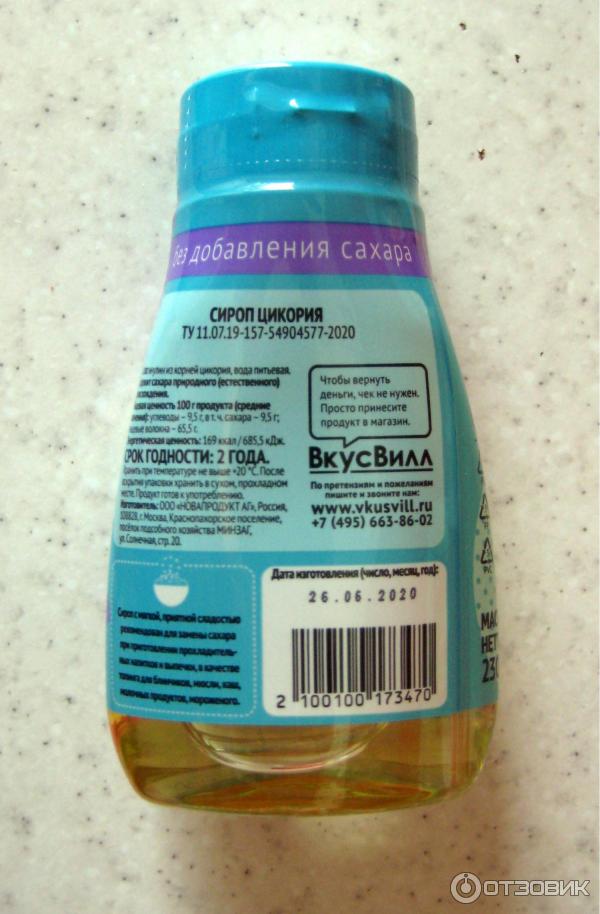 без добавления сахара
СИРОП ЦИКОРИЯ
ТУ 11.07.19-157-54904577-2020
инулин из корней цикория, вода питьевая.
сахара природного (естественного)
ценность 100 г продукта (средние
углеводы – 9,5 г, в т. ч. сахара – 9,5 г;
волокна – 65,5 г.
ценность: 169 ккал / 685,5 кДж.
СРОК ГОДНОСТИ: 2 ГОДА.
Хранить при температуре не выше +20 °С. После
вскрытия упаковки хранить в сухом, прохладном
месте. Продукт готов к употреблению.
Изготовитель: ООО «НОВАПРОДУКТ АГ», Россия,
108828, г. Москва, Краснопахорское поселение,
посёлок подсобного хозяйства МИНЗАГ,
ул. Солнечная, стр. 20.
Чтобы вернуть
деньги, чек не нужен.
Просто принесите
продукт в магазин.
ВкусВилл
По претензиям и пожеланиям
пишите и звоните нам:
www.vkusvill.ru
+7 (495) 663-86-02
Сироп с мягкой, приятной сладостью
рекомендован для замены сахара
при приготовлении прохладитель-
ных напитков и выпечки, в качестве
топинга для блинчиков, мюсли, каш,
молочных продуктов, мороженого.
Дата изготовления (число, месяц, год):
26.06.2020
2 100100 173470
PVC
МАС
НЕТ
230
ОТЗОВИК